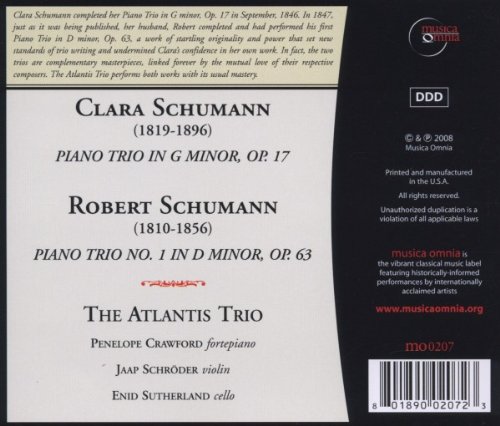 Clara Schumann completed her Piano Trio in G minor, Op. 17 in September, 1846. In 1847,
just as it was being published, her husband, Robert completed and had performed his first
Piano Trio in D minor, Op. 63, a work of startling originality and power that set new
standards of trio writing and undermined Clara's confidence in her own work. In fact, the two
trios are complementary masterpieces, linked forever by the mutual love of their respective
composers. The Atlantis Trio performs both works with its usual mastery.
CLARA SCHUMANN
(1819-1896)
PIANO TRIO IN G MINOR, OP. 17
ROBERT SCHUMANN
(1810-1856)
PIANO TRIO NO. 1 IN D MINOR, OP. 63
THE ATLANTIS TRIO
PENELOPE CRAWFORD fortepiano
JAAP SCHRÖDER violin
ENID SUTHERLAND cello
musica
omnia
DDD
© & ℗ 2008
Musica Omnia
Printed and manufactured
in the U.S.A.
All rights reserved.
Unauthorized duplication is a
violation of all applicable laws
musica omnia is
the vibrant classical music label
featuring historically-informed
performances by internationally
acclaimed artists
www.musicaomnia.org
mo0207
8 01890 02072 3